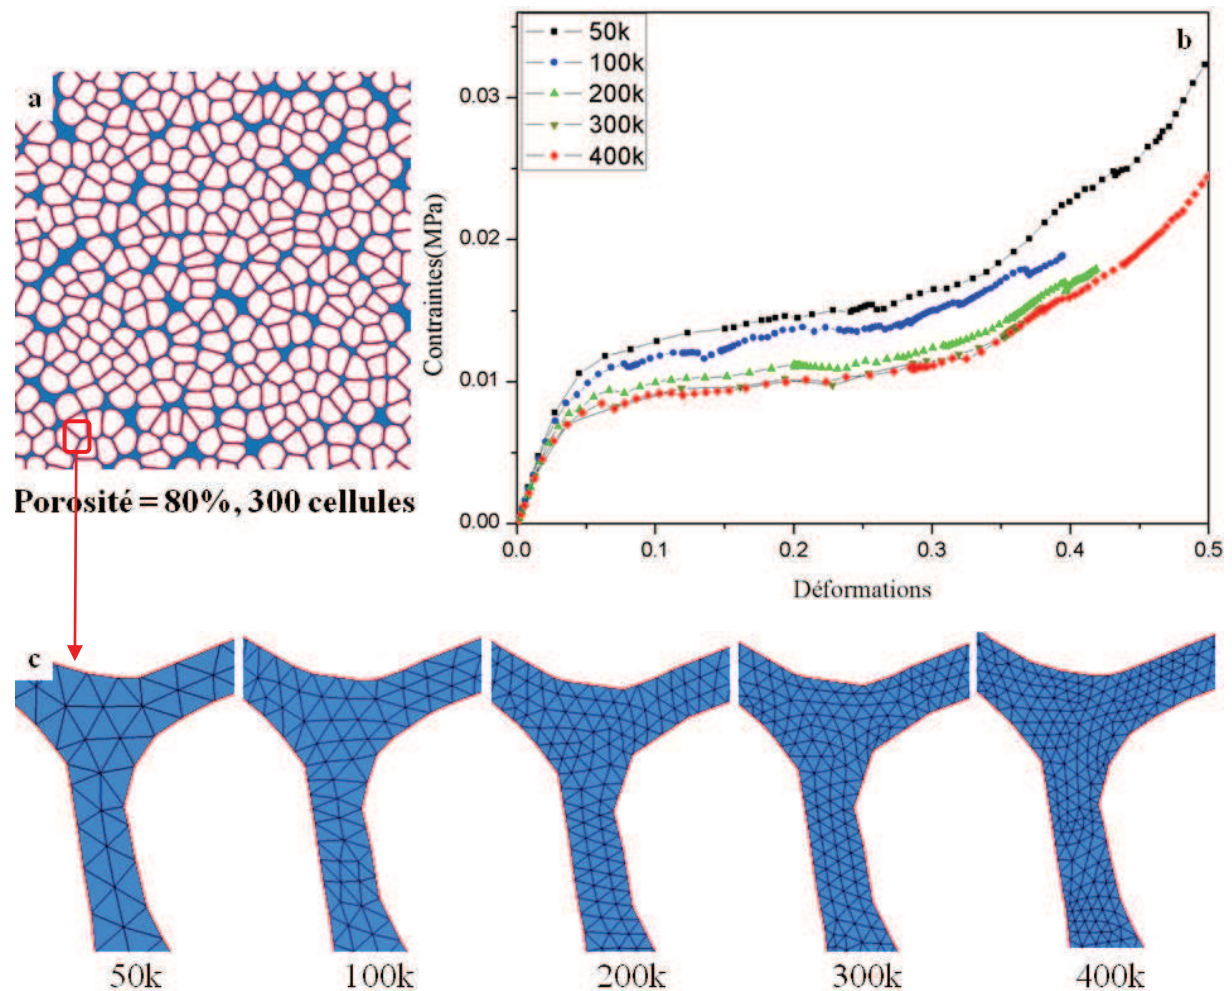 a
Porosité = 80%, 300 cellules
b
50k
100k
200k
300k
400k
Contraintes(MPa)
0.03
0.02
0.01
0.00
0.0 0.1 0.2 0.3 0.4 0.5
Déformations
c
50k 100k 200k 300k 400k